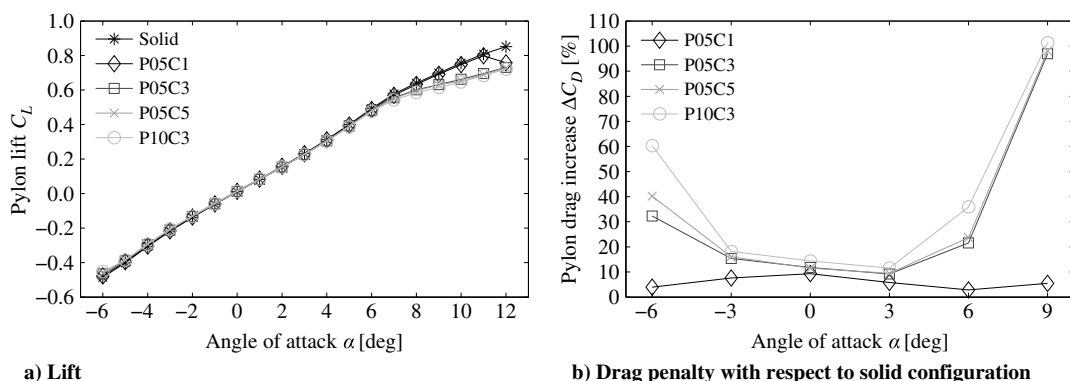 1.0
0.8
0.6
0.4
0.2
0.0
−0.2
−0.4
−0.6
Pylon lift C_L
Solid
P05C1
P05C3
P05C5
P10C3
−6 −4 −2 0 2 4 6 8 10 12
Angle of attack α [deg]
a) Lift
110
100
90
80
70
60
50
40
30
20
10
0
Pylon drag increase ΔC_D [%]
P05C1
P05C3
P05C5
P10C3
−6 −3 0 3 6 9
Angle of attack α [deg]
b) Drag penalty with respect to solid configuration